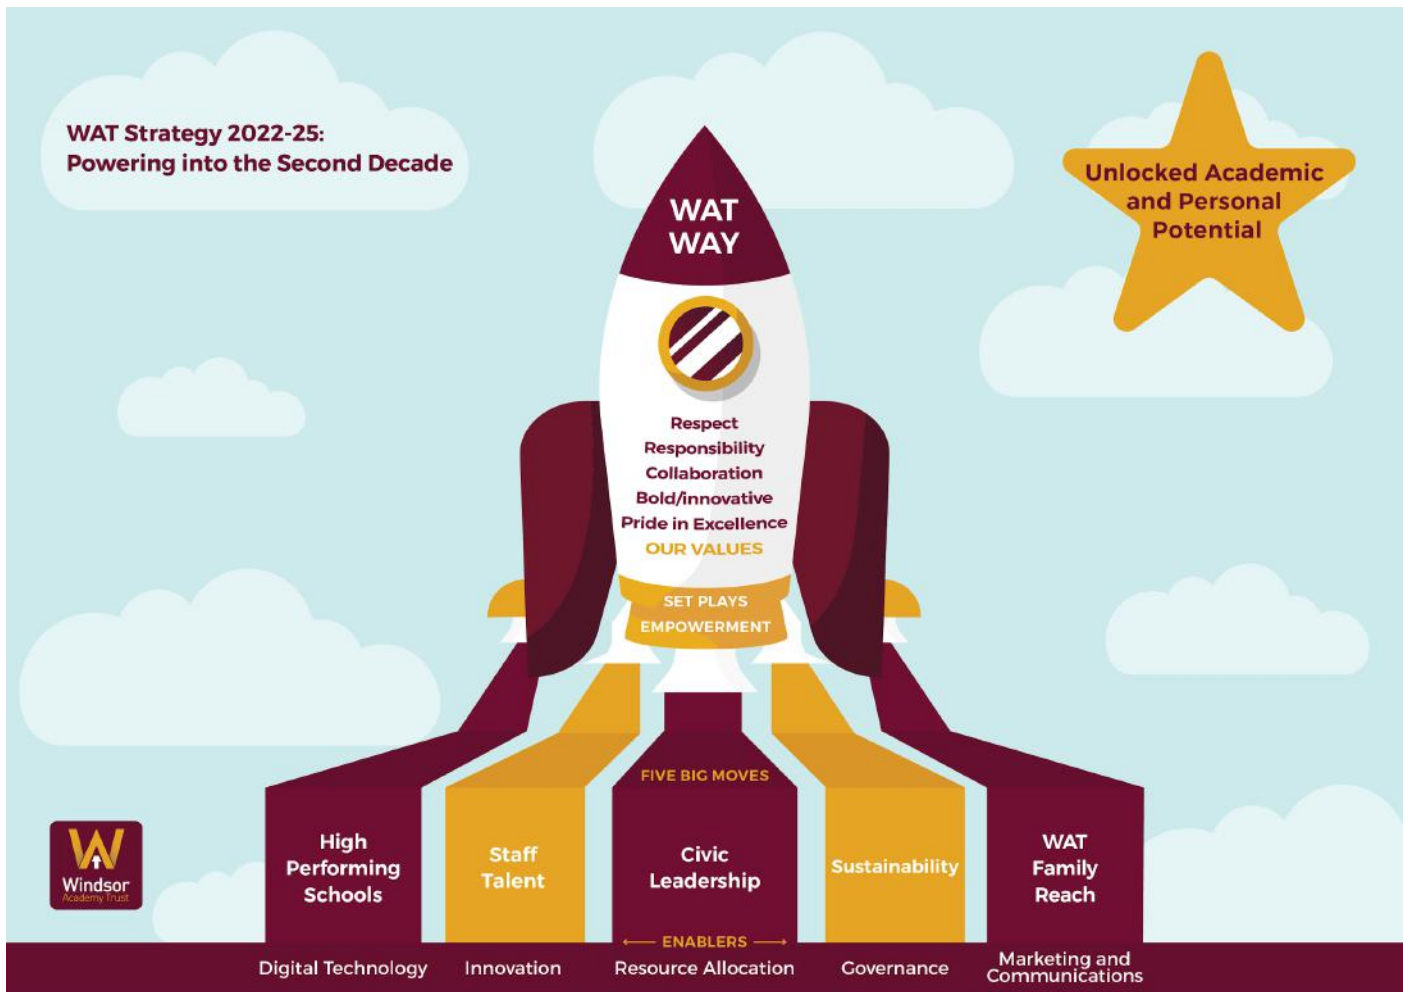 WAT Strategy 2022-25:
Powering into the Second Decade
Unlocked Academic
and Personal
Potential
WAT
WAY
Respect
Responsibility
Collaboration
Bold/innovative
Pride in Excellence
OUR VALUES
SET PLAYS
EMPOWERMENT
FIVE BIG MOVES
High
Performing
Schools
Staff
Talent
Civic
Leadership
Sustainability
WAT
Family
Reach
W
Windsor
Academy Trust
ENABLERS
Digital Technology
Innovation
Resource Allocation
Governance
Marketing and
Communications